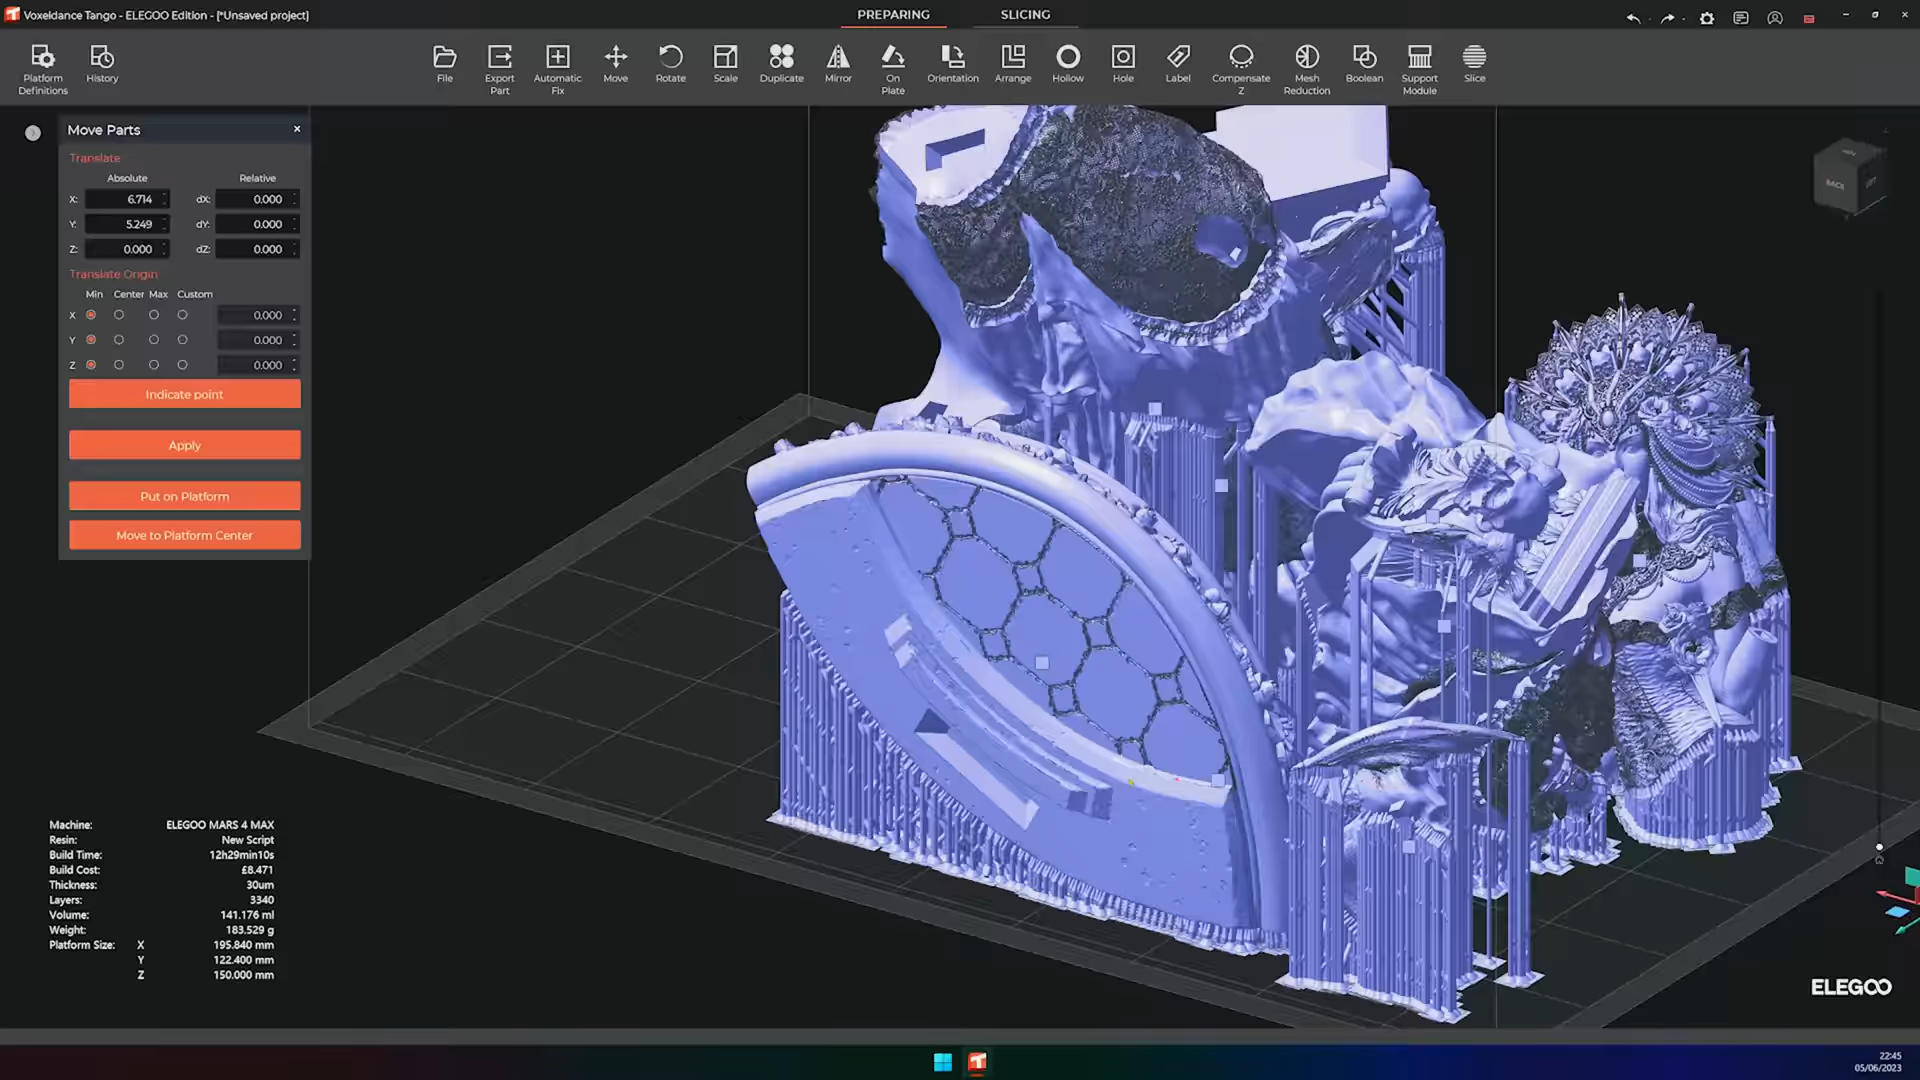 Voxeldance Tango - ELEGOO Edition - [*Unsaved project]
PREPARING
SLICING
Platform Definitions
History
File
Export Part
Automatic Fix
Move
Rotate
Scale
Duplicate
Mirror
On Plate
Orientation
Arrange
Hollow
Hole
Label
Compensate Z
Mesh Reduction
Boolean
Support Module
Slice
Move Parts
Translate
Absolute Relative
X: 6.714 dX: 0.000
Y: 5.249 dY: 0.000
Z: 0.000 dZ: 0.000
Translate Origin
Min Center Max Custom
X 0.000
Y 0.000
Z 0.000
Indicate point
Apply
Put on Platform
Move to Platform Center
BACK
Machine: ELEGOO MARS 4 MAX
Resin: New Script
Build Time: 12h29min10s
Build Cost: £8.471
Thickness: 30um
Layers: 3340
Volume: 141.176 ml
Weight: 183.529 g
Platform Size: X 195.840 mm
Y 122.400 mm
Z 150.000 mm
ELEGOO
22:45
05/06/2023